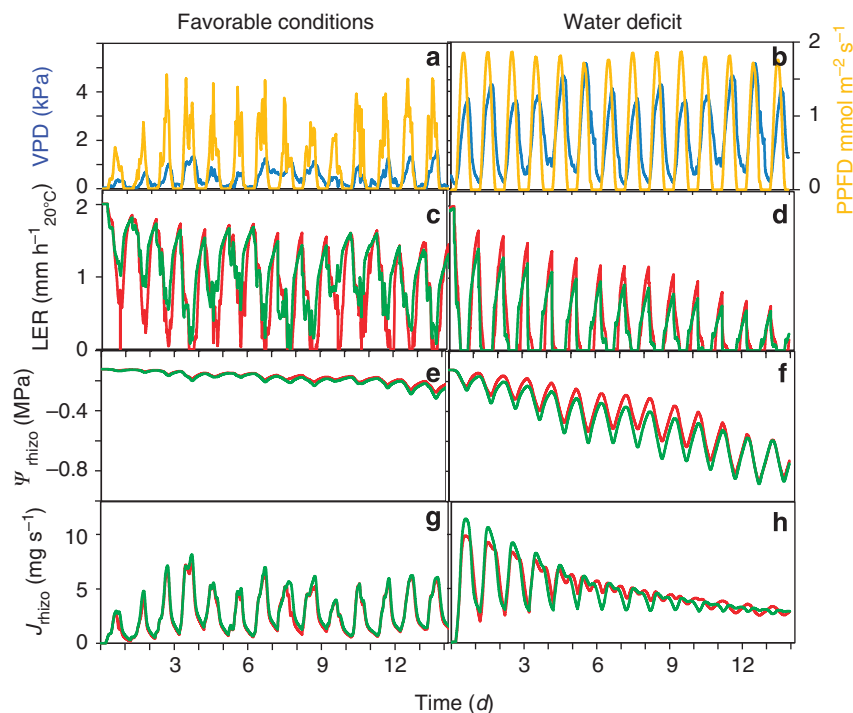 Favorable conditions
Water deficit
a
b
VPD (kPa)
4
2
0
2
1
0
PPFD mmol m⁻² s⁻¹
c
d
LER (mm h⁻¹ 20°C)
2
1
0
e
f
Ψrhizo (MPa)
–0.4
–0.8
g
h
Jrhizo (mg s⁻¹)
10
5
0
3 6 9 12
3 6 9 12
Time (d)